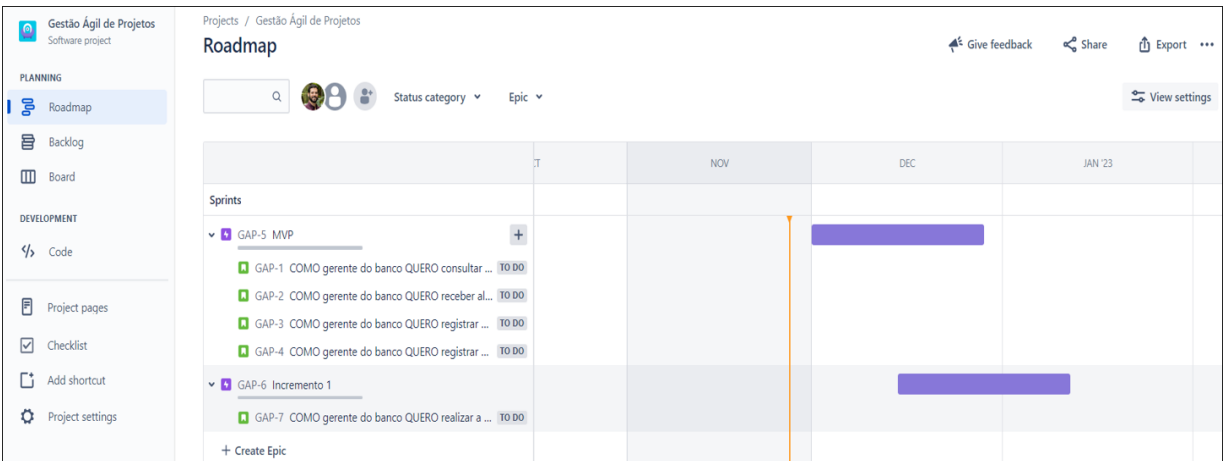 Gestão Ágil de Projetos
Software project
PLANNING
Roadmap
Backlog
Board
DEVELOPMENT
Code
Project pages
Checklist
Add shortcut
Project settings
Projects / Gestão Ágil de Projetos
Roadmap
Give feedback
Share
Export
Status category
Epic
View settings
NOV
DEC
JAN '23
Sprints
GAP-5 MVP
GAP-1 COMO gerente do banco QUERO consultar ... TO DO
GAP-2 COMO gerente do banco QUERO receber al... TO DO
GAP-3 COMO gerente do banco QUERO registrar ... TO DO
GAP-4 COMO gerente do banco QUERO registrar ... TO DO
GAP-6 Incremento 1
GAP-7 COMO gerente do banco QUERO realizar a ... TO DO
+ Create Epic